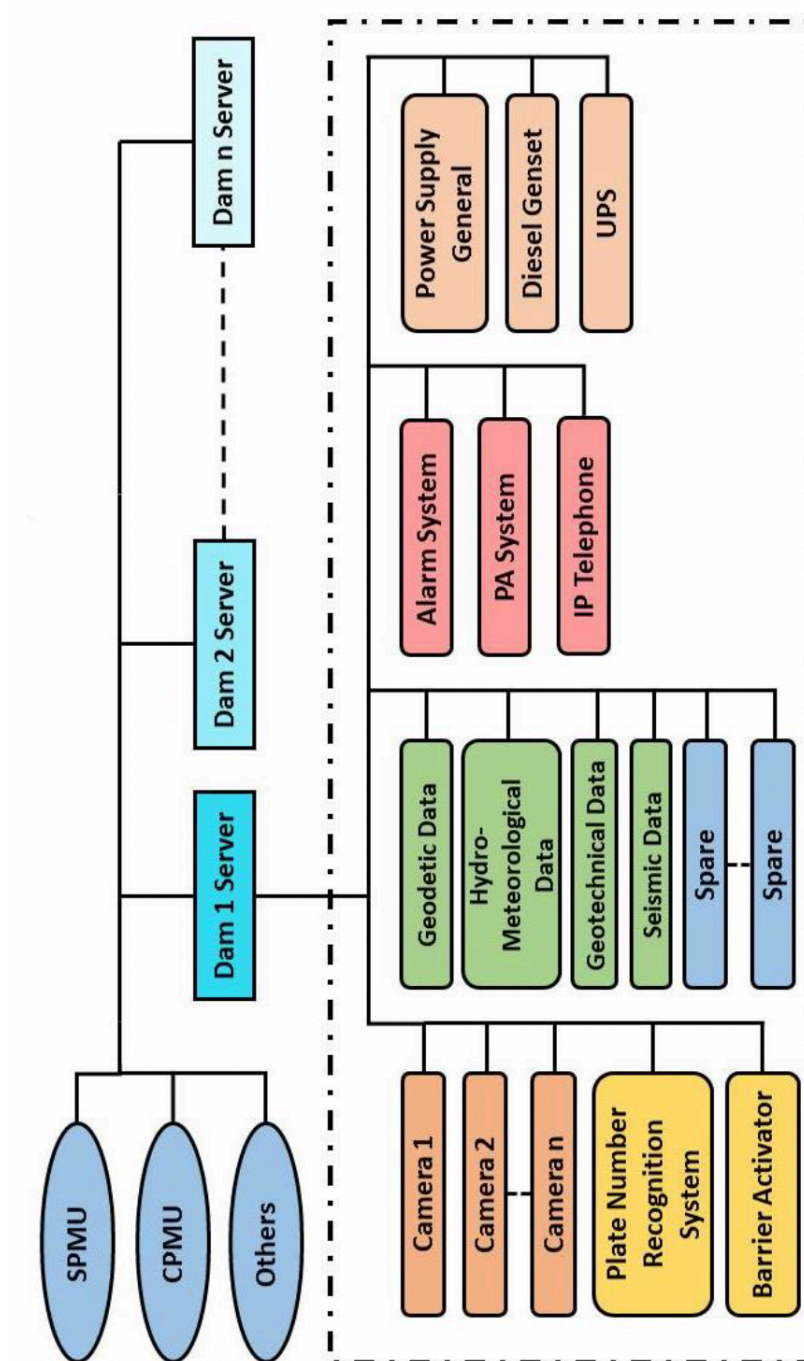 SPMU
CPMU
Others
Dam 1 Server
Dam 2 Server
Dam n Server
Camera 1
Camera 2
Camera n
Plate Number
Recognition
System
Barrier Activator
Geodetic Data
Hydro-
Meteorological
Data
Geotechnical Data
Seismic Data
Spare
Spare
Alarm System
PA System
IP Telephone
Power Supply
General
Diesel Genset
UPS